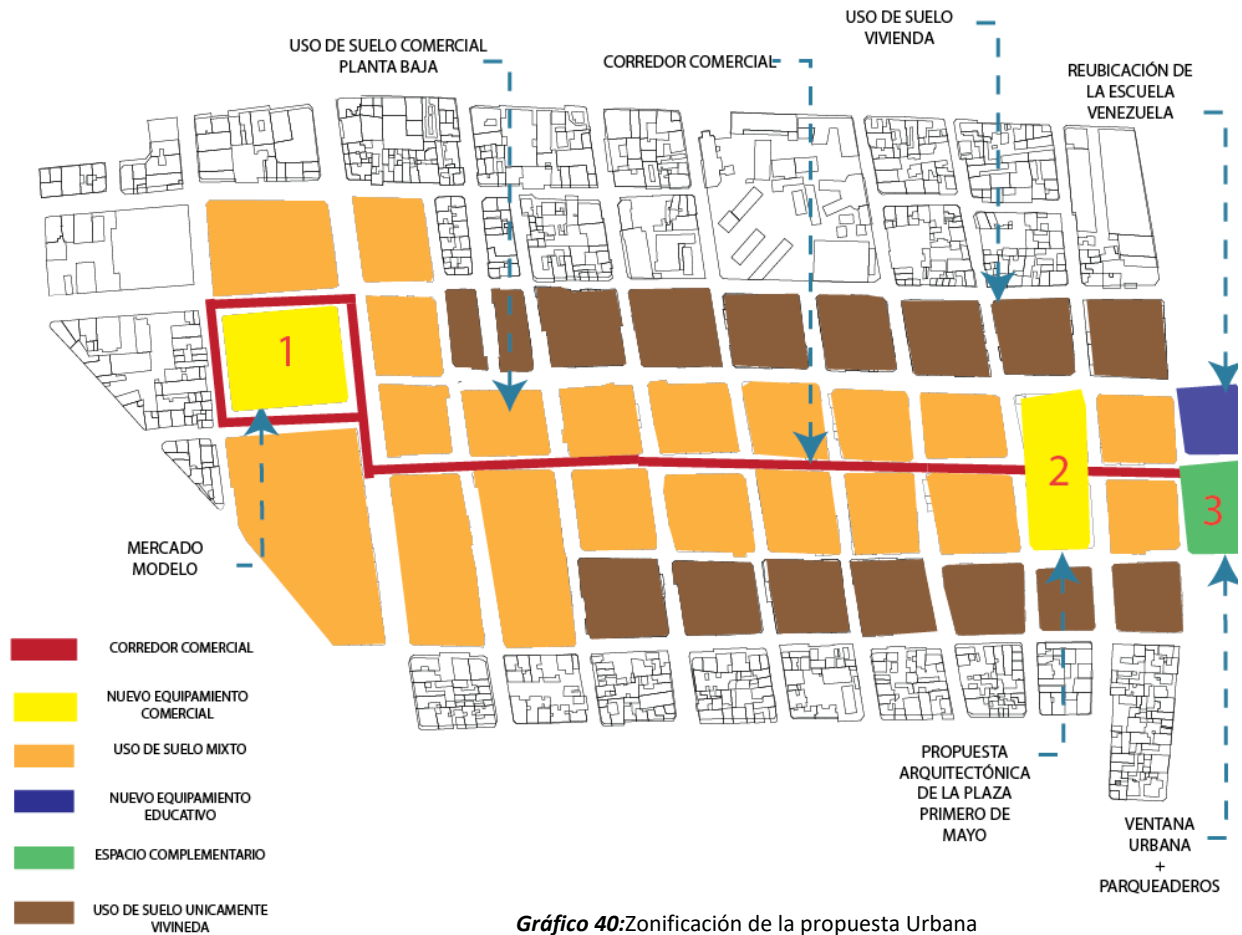 USO DE SUELO COMERCIAL
PLANTA BAJA
CORREDOR COMERCIAL
USO DE SUELO
VIVIENDA
REUBICACIÓN DE
LA ESCUELA
VENEZUELA
1
2
3
MERCADO
MODELO
PROPUESTA
ARQUITECTÓNICA
DE LA PLAZA
PRIMERO DE
MAYO
VENTANA
URBANA
+
PARQUEADEROS
CORREDOR COMERCIAL
NUEVO EQUIPAMIENTO
COMERCIAL
USO DE SUELO MIXTO
NUEVO EQUIPAMIENTO
EDUCATIVO
ESPACIO COMPLEMENTARIO
USO DE SUELO UNICAMENTE
VIVINEDA
Gráfico 40:Zonificación de la propuesta Urbana